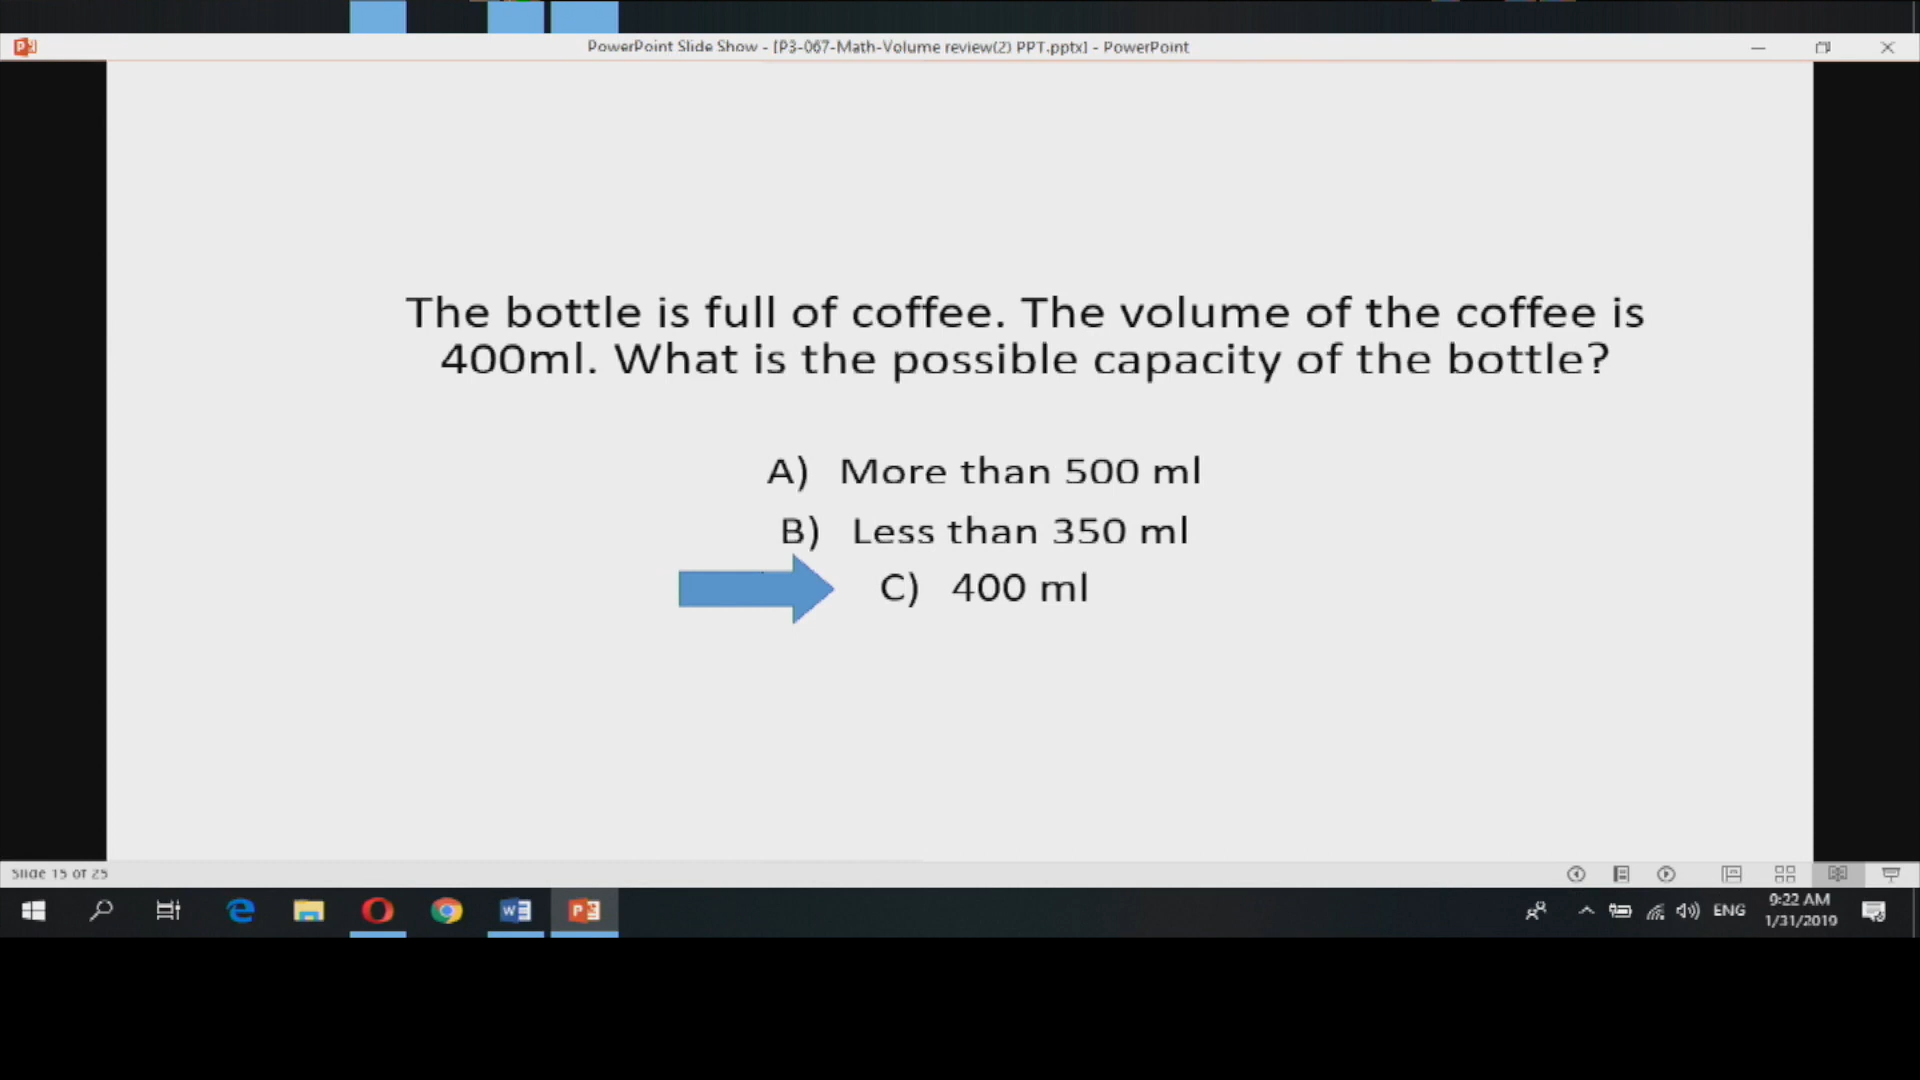 PowerPoint Slide Show - [P3-067-Math-Volume review(2) PPT.pptx] - PowerPoint
The bottle is full of coffee. The volume of the coffee is
400ml. What is the possible capacity of the bottle?
A) More than 500 ml
B) Less than 350 ml
C) 400 ml
Slide 15 of 25
ENG
9:22 AM
1/31/2019